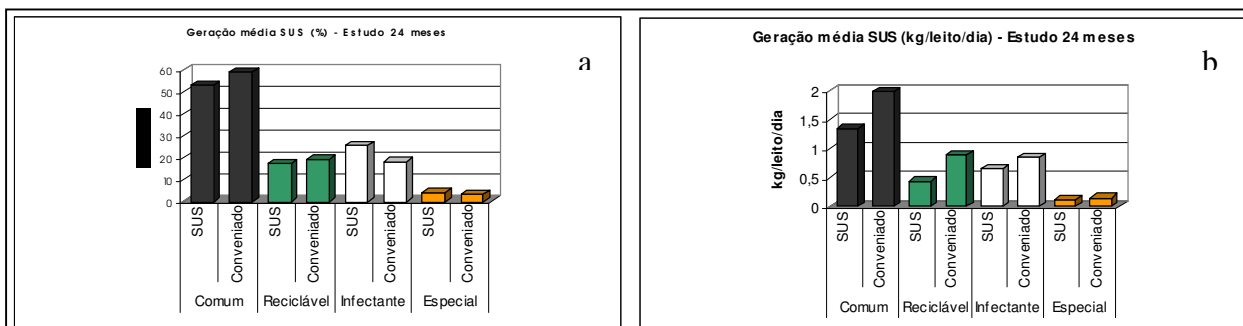 Geração média SUS (%) - Estudo 24 meses
a
60
50
40
30
20
10
0
SUS
Conveniado
SUS
Conveniado
SUS
Conveniado
SUS
Conveniado
Comum
Reciclável
Infectante
Especial
Geração média SUS (kg/leito/dia) - Estudo 24 meses
b
kg/leito/dia
2
1,5
1
0,5
0
SUS
Conveniado
SUS
Conveniado
SUS
Conveniado
SUS
Conveniado
Comum
Reciclável
Infectante
Especial